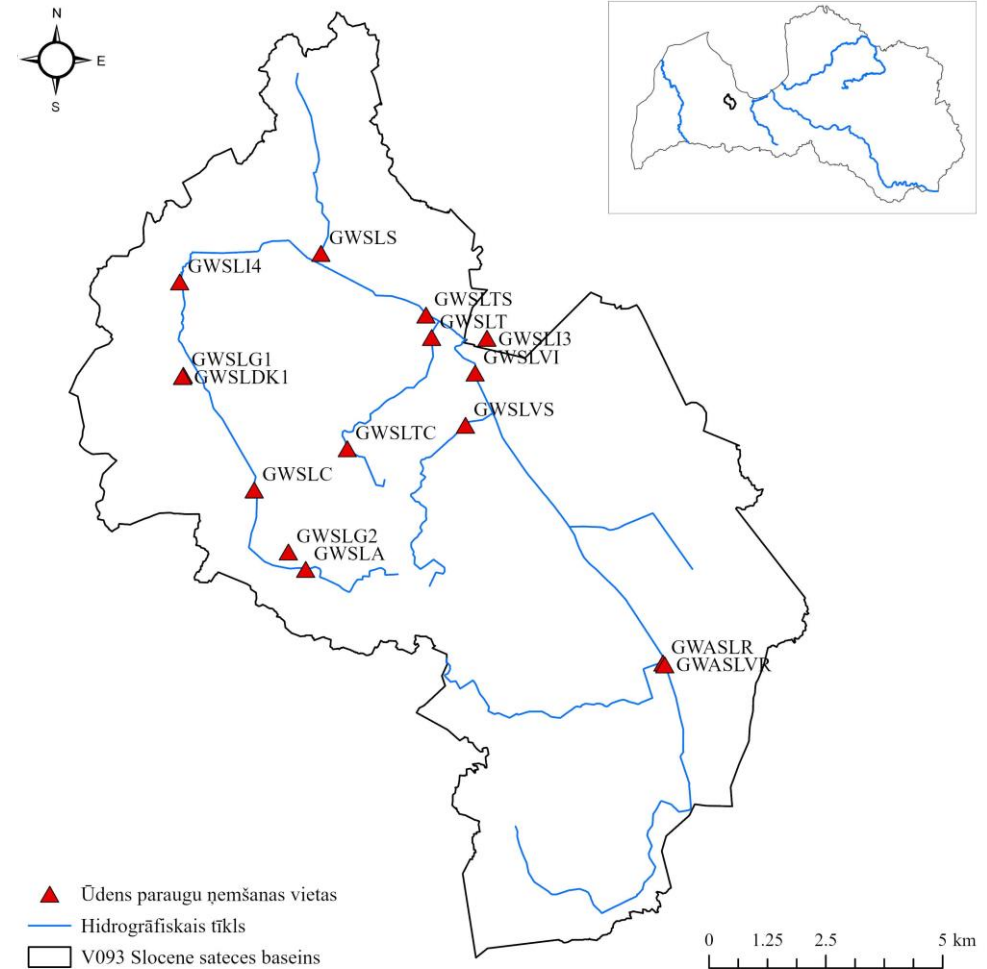 N
E
S
GWSLS
GWSLI4
GWSLTS
GWSLT
GWSLI3
GWSLVI
GWSLG1
GWSLDK1
GWSLVS
GWSLTC
GWSLC
GWSLG2
GWSLA
GWASLR
GWASLVR
Ūdens paraugu ņemšanas vietas
Hidrogrāfiskais tīkls
V093 Slocene sateces baseins
0 1.25 2.5 5 km